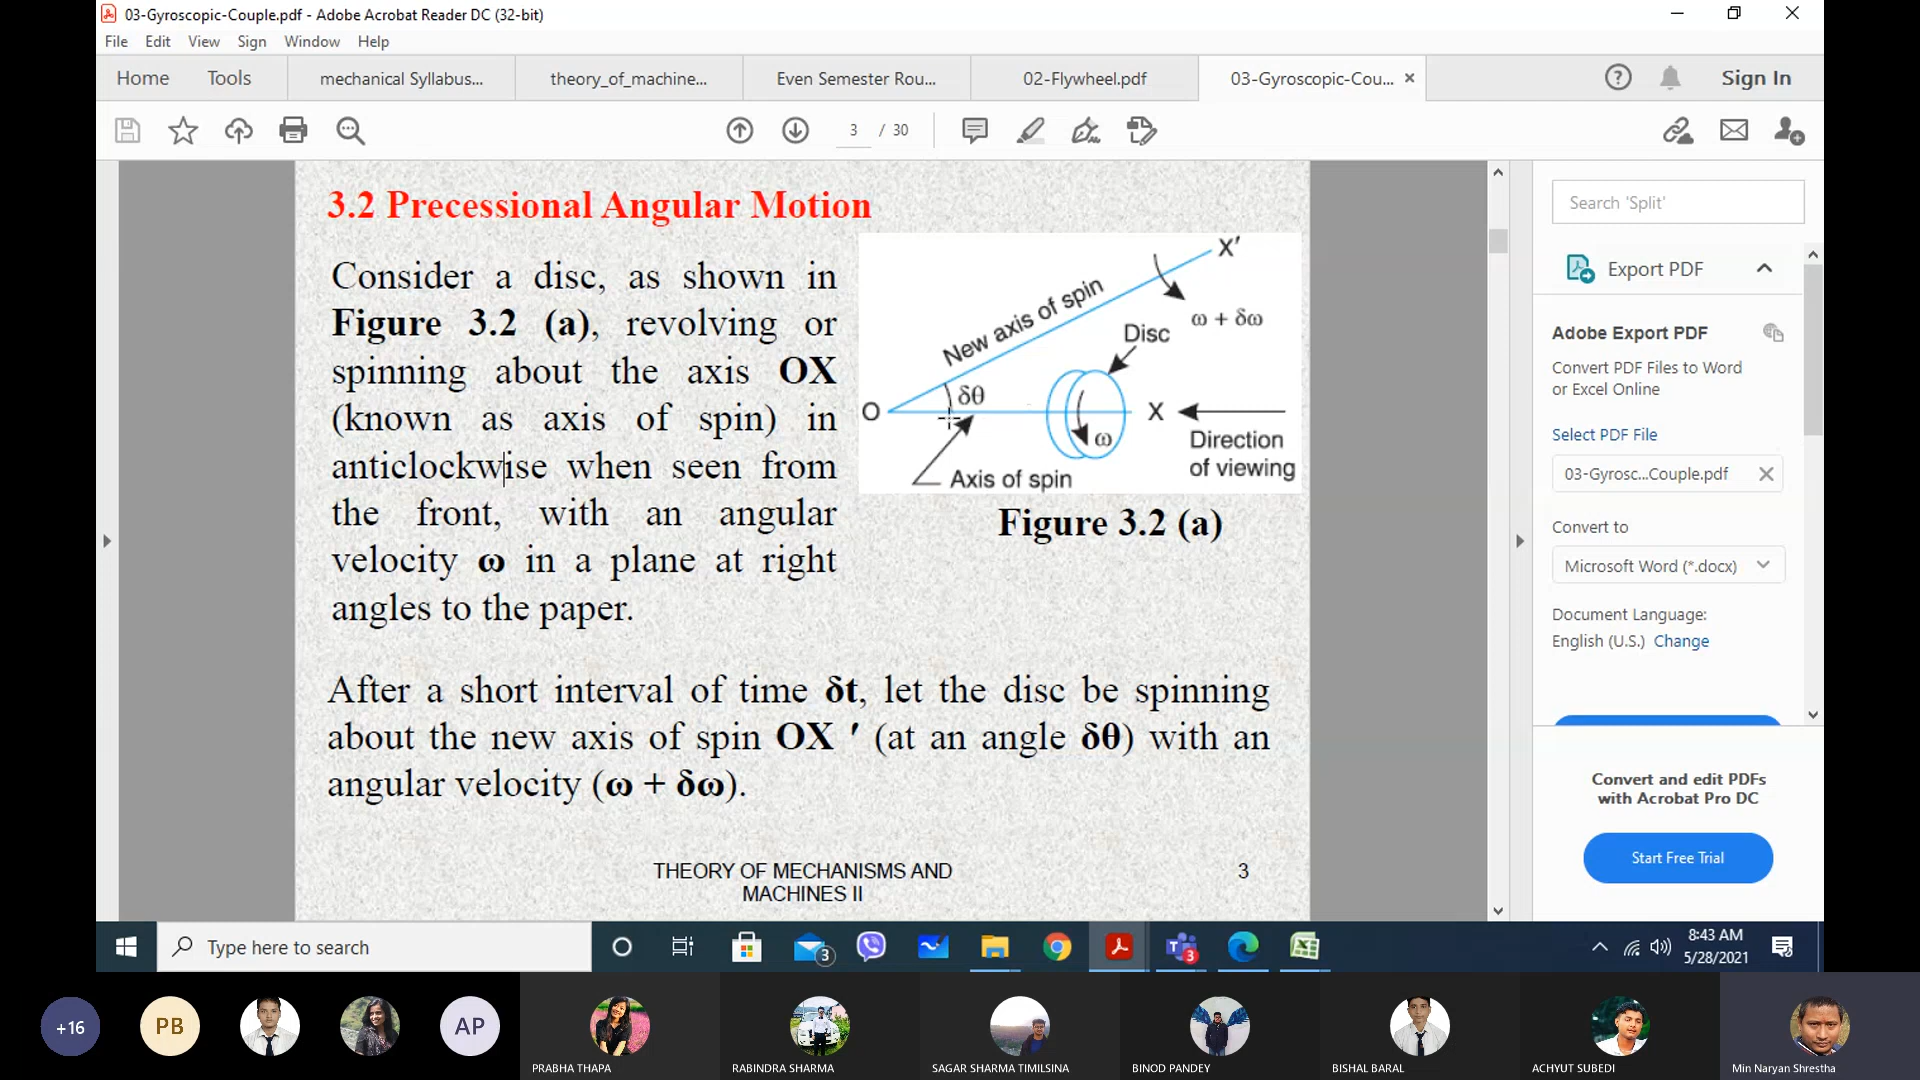 03-Gyroscopic-Couple.pdf - Adobe Acrobat Reader DC (32-bit)
File Edit View Sign Window Help
Home Tools mechanical Syllabus... theory_of_machine... Even Semester Rou... 02-Flywheel.pdf 03-Gyroscopic-Cou... × Sign In
3 / 30
3.2 Precessional Angular Motion
Consider a disc, as shown in
Figure 3.2 (a), revolving or
spinning about the axis OX
(known as axis of spin) in
anticlockwise when seen from
the front, with an angular
velocity ω in a plane at right
angles to the paper.
X′
New axis of spin
ω + δω
Disc
δθ
O
X
ω
Direction
of viewing
Axis of spin
Figure 3.2 (a)
After a short interval of time δt, let the disc be spinning
about the new axis of spin OX ′ (at an angle δθ) with an
angular velocity (ω + δω).
THEORY OF MECHANISMS AND
MACHINES II
3
Search 'Split'
Export PDF
Adobe Export PDF
Convert PDF Files to Word
or Excel Online
Select PDF File
03-Gyrosc...Couple.pdf
Convert to
Microsoft Word (*.docx)
Document Language:
English (U.S.) Change
Convert and edit PDFs
with Acrobat Pro DC
Start Free Trial
Type here to search
3
3
8:43 AM
5/28/2021
+16 PB AP
PRABHA THAPA RABINDRA SHARMA SAGAR SHARMA TIMILSINA BINOD PANDEY BISHAL BARAL ACHYUT SUBEDI Min Naryan Shrestha